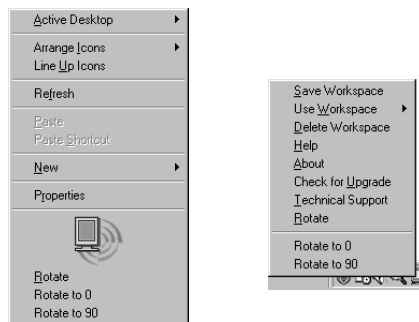 Active Desktop
Arrange Icons
Line Up Icons
Refresh
Paste
Paste Shortcut
New
Properties
Rotate
Rotate to 0
Rotate to 90
Save Workspace
Use Workspace
Delete Workspace
Help
About
Check for Upgrade
Technical Support
Rotate
Rotate to 0
Rotate to 90